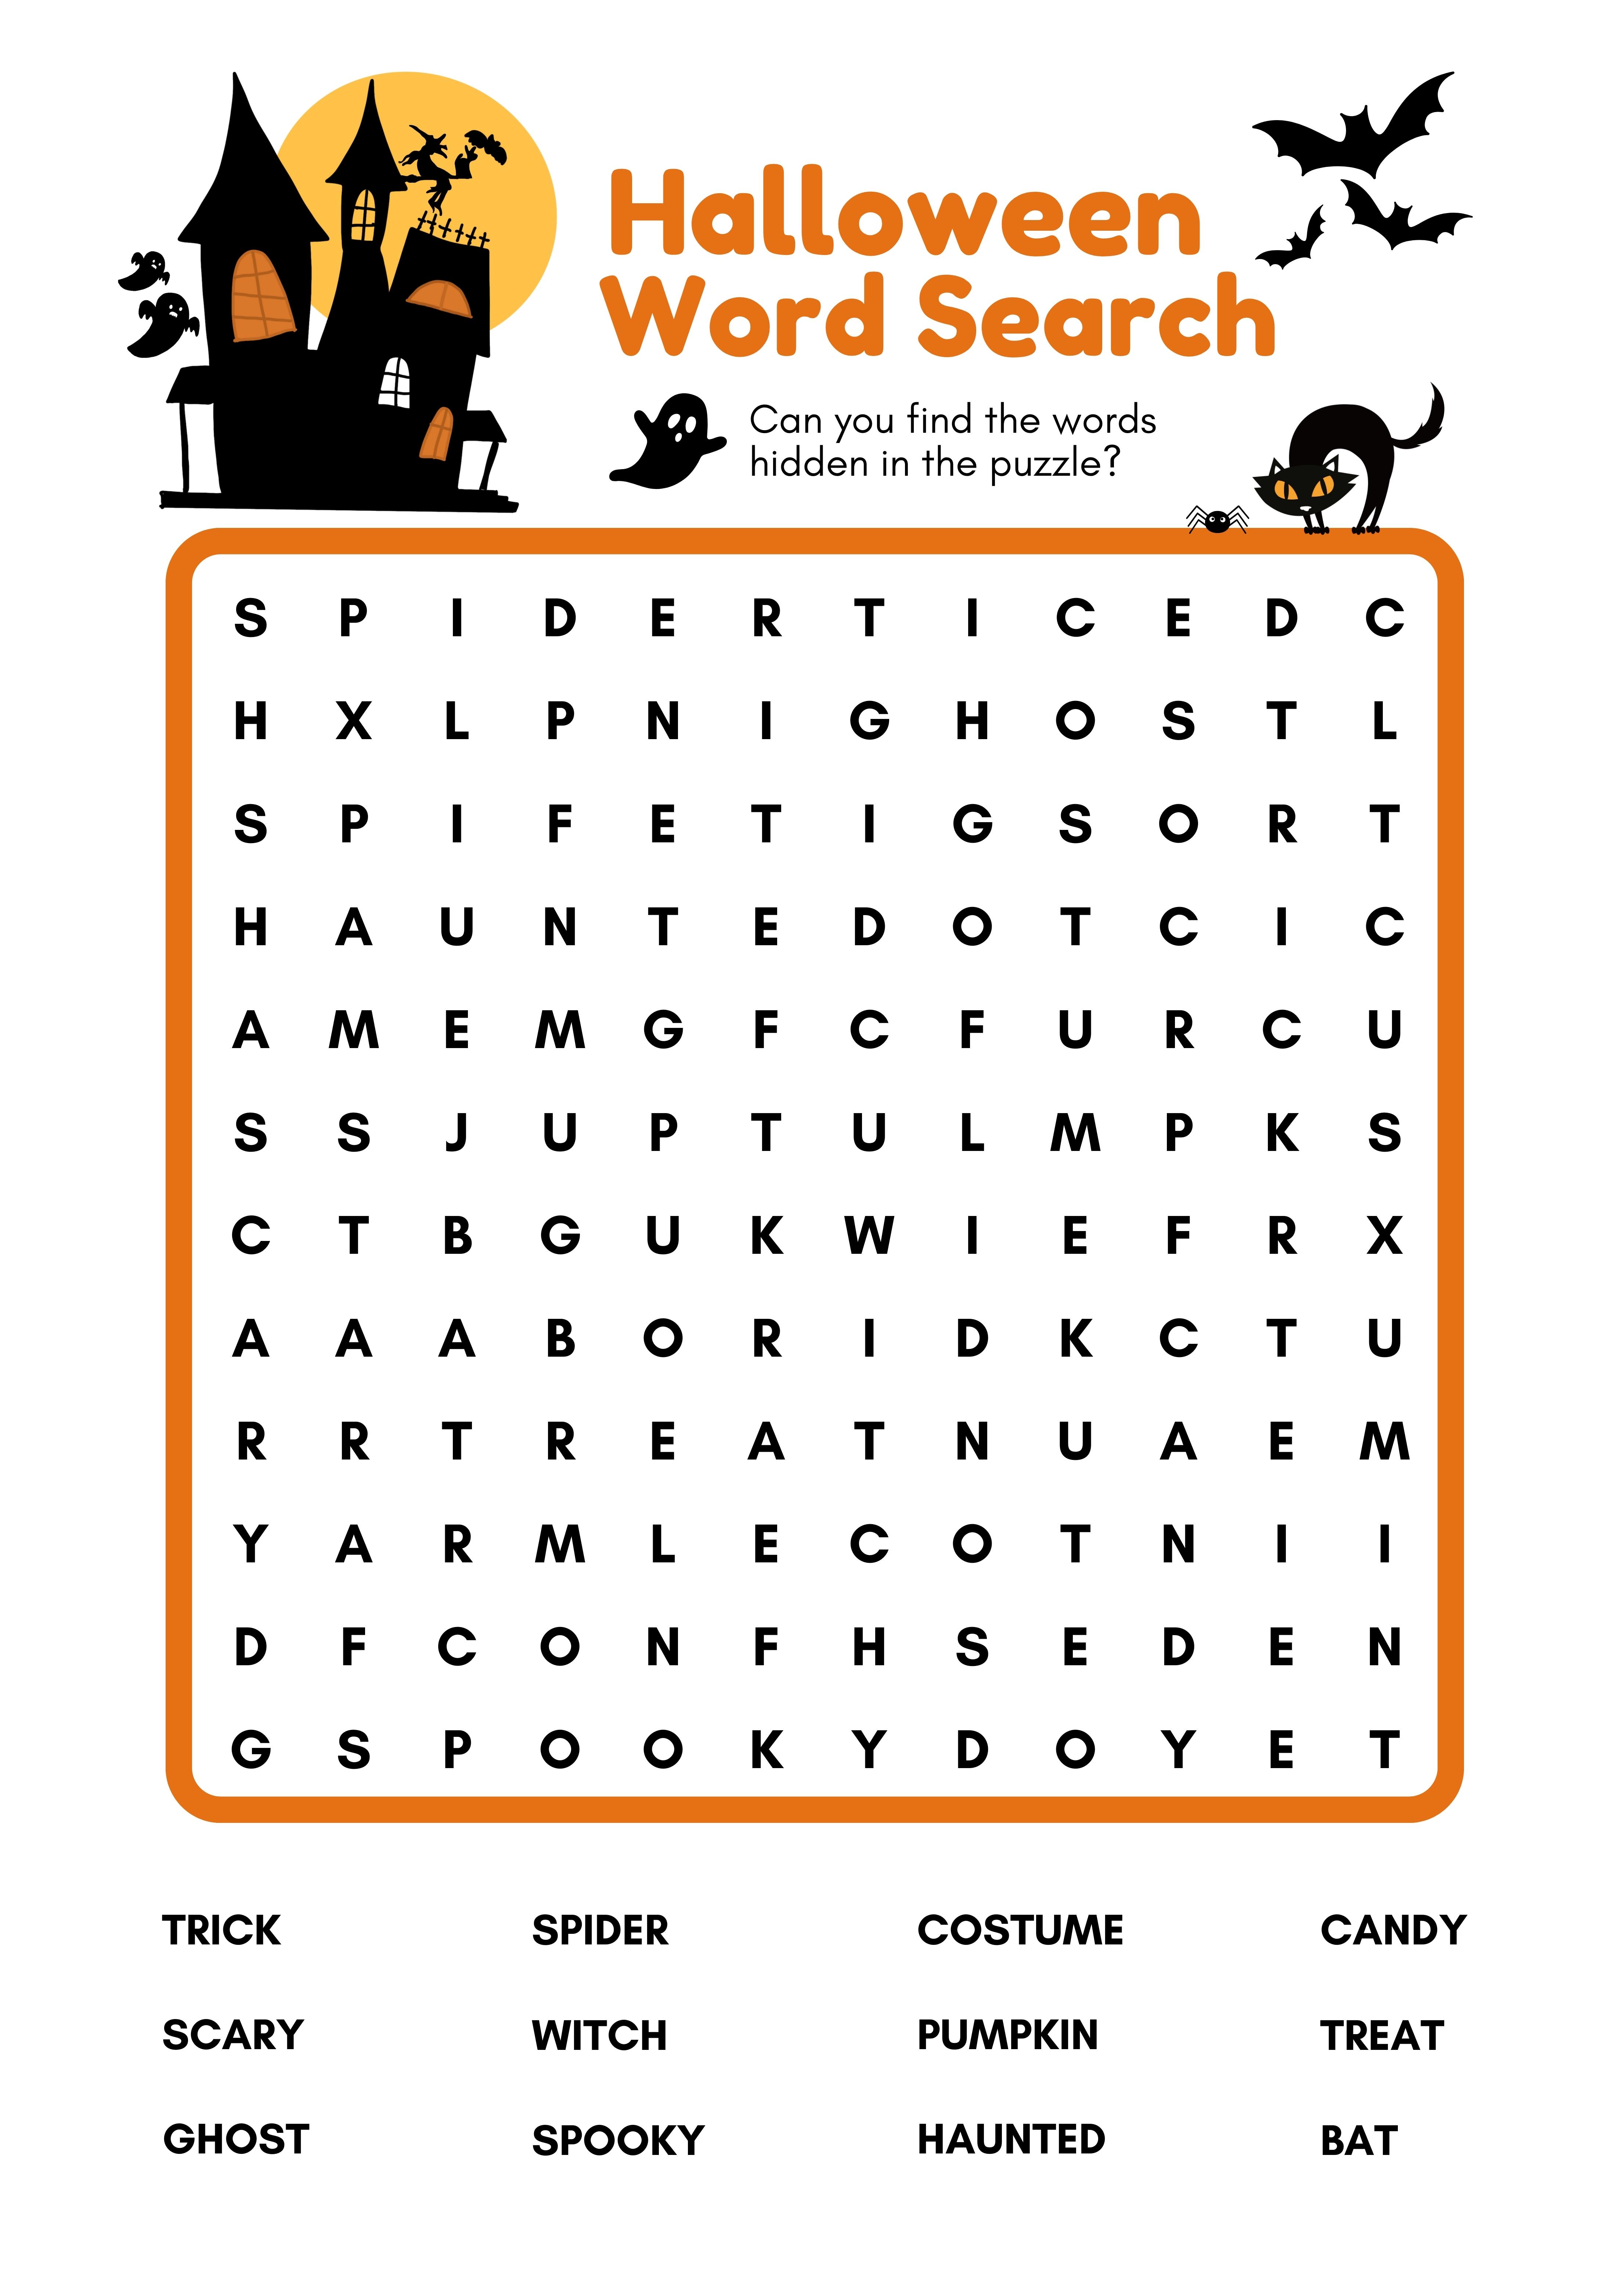 Halloween
Word Search
Can you find the words
hidden in the puzzle?
S P I D E R T I C E D C
H X L P N I G H O S T L
S P I F E T I G S O R T
H A U N T E D O T C I C
A M E M G F C F U R C U
S S J U P T U L M P K S
C T B G U K W I E F R X
A A A B O R I D K C T U
R R T R E A T N U A E M
Y A R M L E C O T N I I
D F C O N F H S E D E N
G S P O O K Y D O Y E T
TRICK SPIDER COSTUME CANDY
SCARY WITCH PUMPKIN TREAT
GHOST SPOOKY HAUNTED BAT